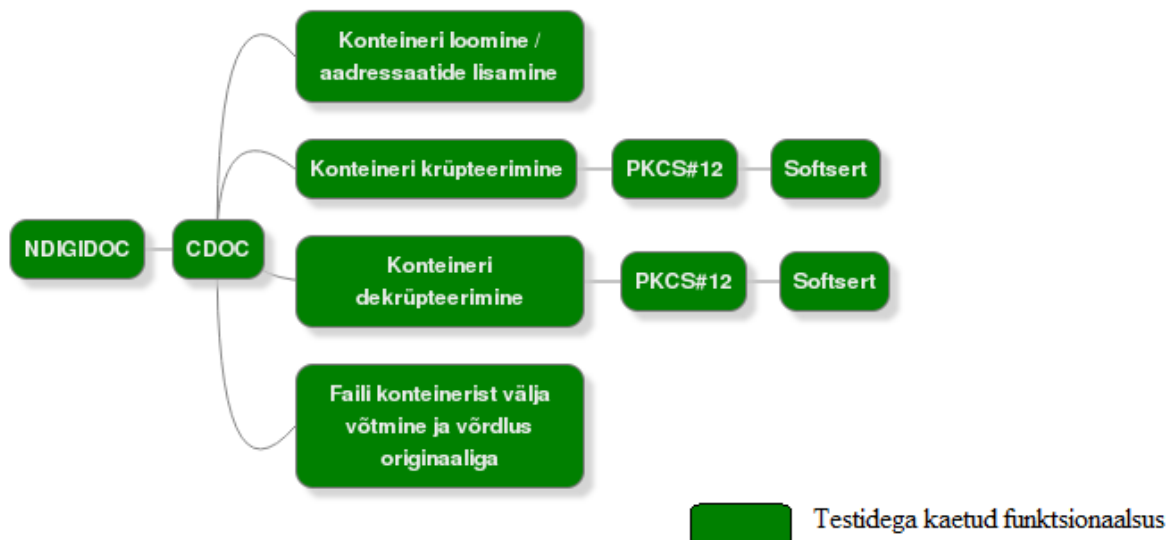 Konteineri loomine /
aadressaatide lisamine
Konteineri krüpteerimine
PKCS#12
Softsert
NDIGIDOC
CDOC
Konteineri
dekrüpteerimine
PKCS#12
Softsert
Faili konteinerist välja
võtmine ja võrdlus
originaaliga
Testidega kaetud funktsionaalsus